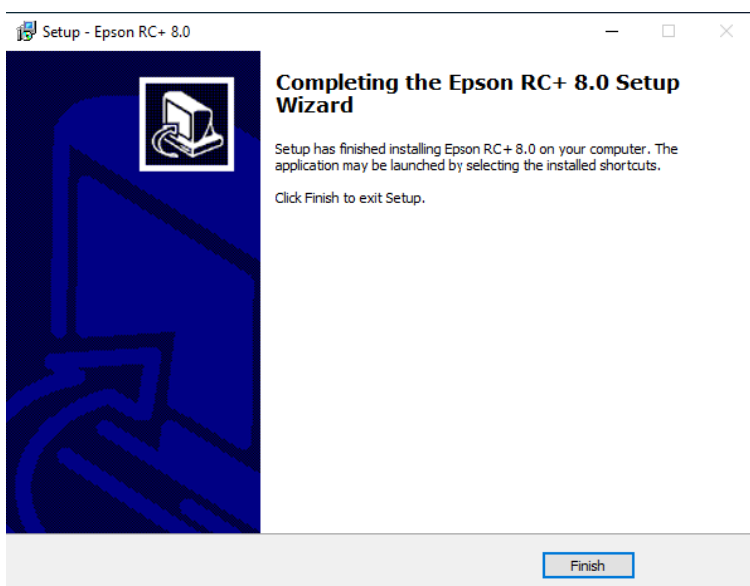 Setup - Epson RC+ 8.0
Completing the Epson RC+ 8.0 Setup
Wizard
Setup has finished installing Epson RC+ 8.0 on your computer. The
application may be launched by selecting the installed shortcuts.
Click Finish to exit Setup.
Finish